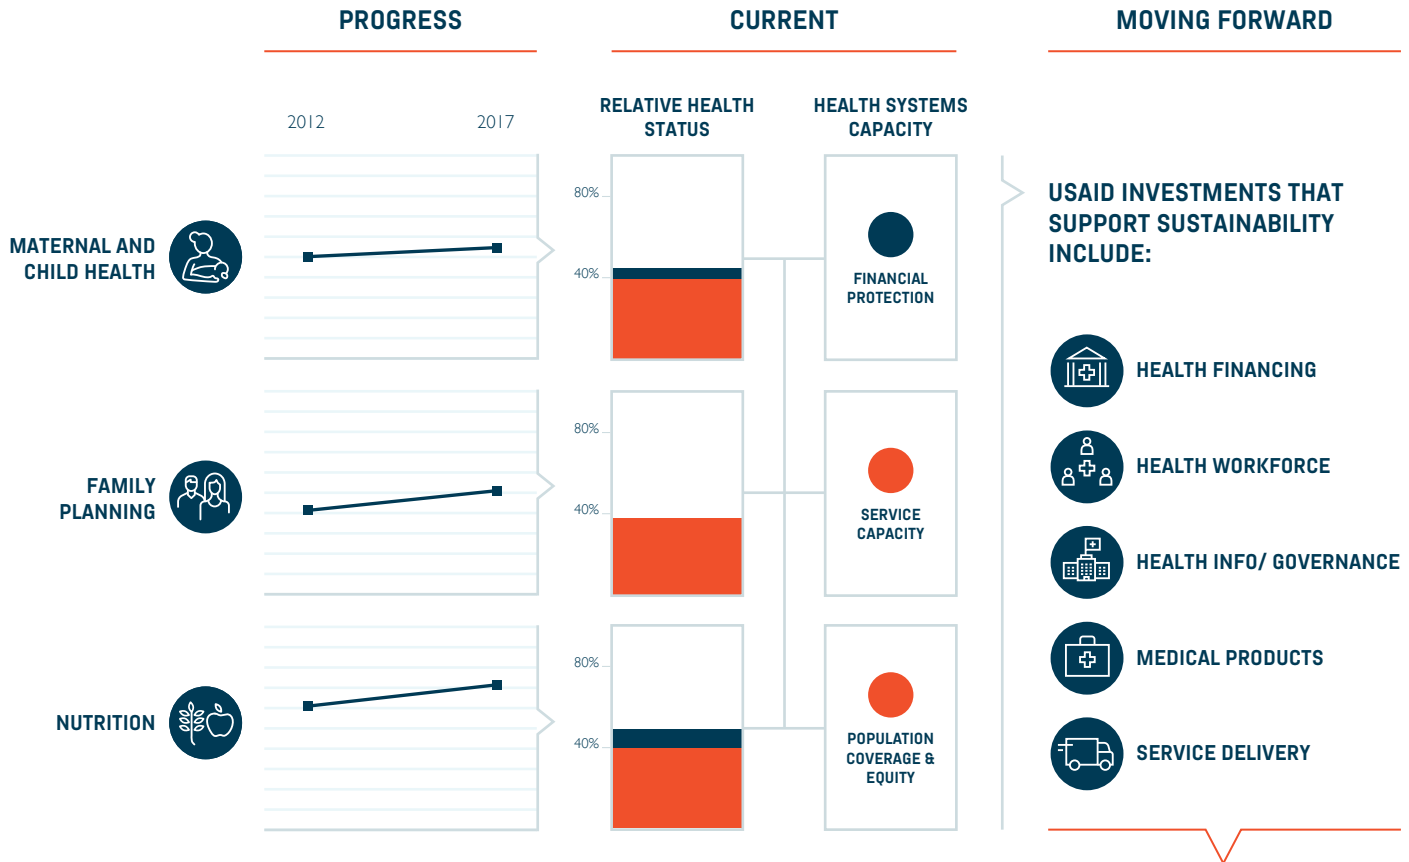 PROGRESS
CURRENT
MOVING FORWARD
2012
2017
RELATIVE HEALTH
STATUS
HEALTH SYSTEMS
CAPACITY
MATERNAL AND
CHILD HEALTH
80%
40%
FINANCIAL
PROTECTION
FAMILY
PLANNING
80%
40%
SERVICE
CAPACITY
NUTRITION
80%
40%
POPULATION
COVERAGE &
EQUITY
USAID INVESTMENTS THAT
SUPPORT SUSTAINABILITY
INCLUDE:
HEALTH FINANCING
HEALTH WORKFORCE
HEALTH INFO/ GOVERNANCE
MEDICAL PRODUCTS
SERVICE DELIVERY